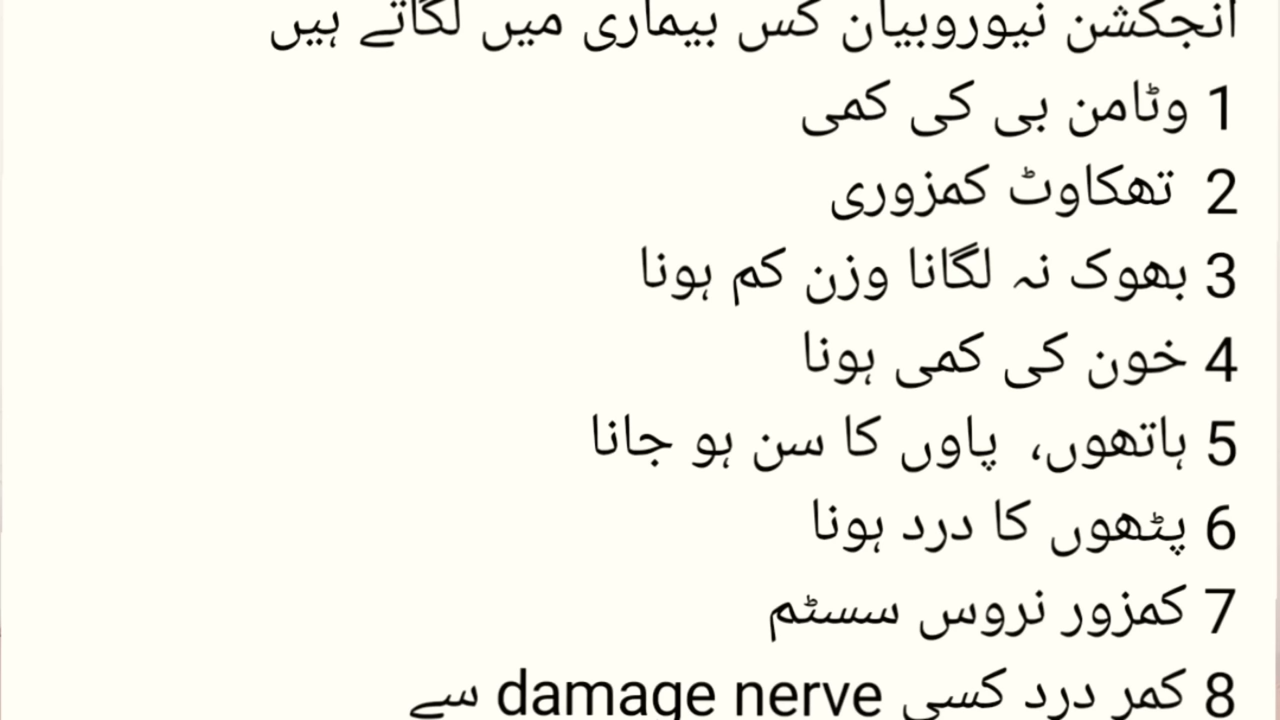 انجکشن نیوروبیان کس بیماری میں لگاتے ہیں
1 وٹامن بی کی کمی
2 تھکاوٹ کمزوری
3 بھوک نہ لگانا وزن کم ہونا
4 خون کی کمی ہونا
5 ہاتھوں، پاوں کا سن ہو جانا
6 پٹھوں کا درد ہونا
7 کمزور نروس سسٹم
8 کمر درد کسی damage nerve سے